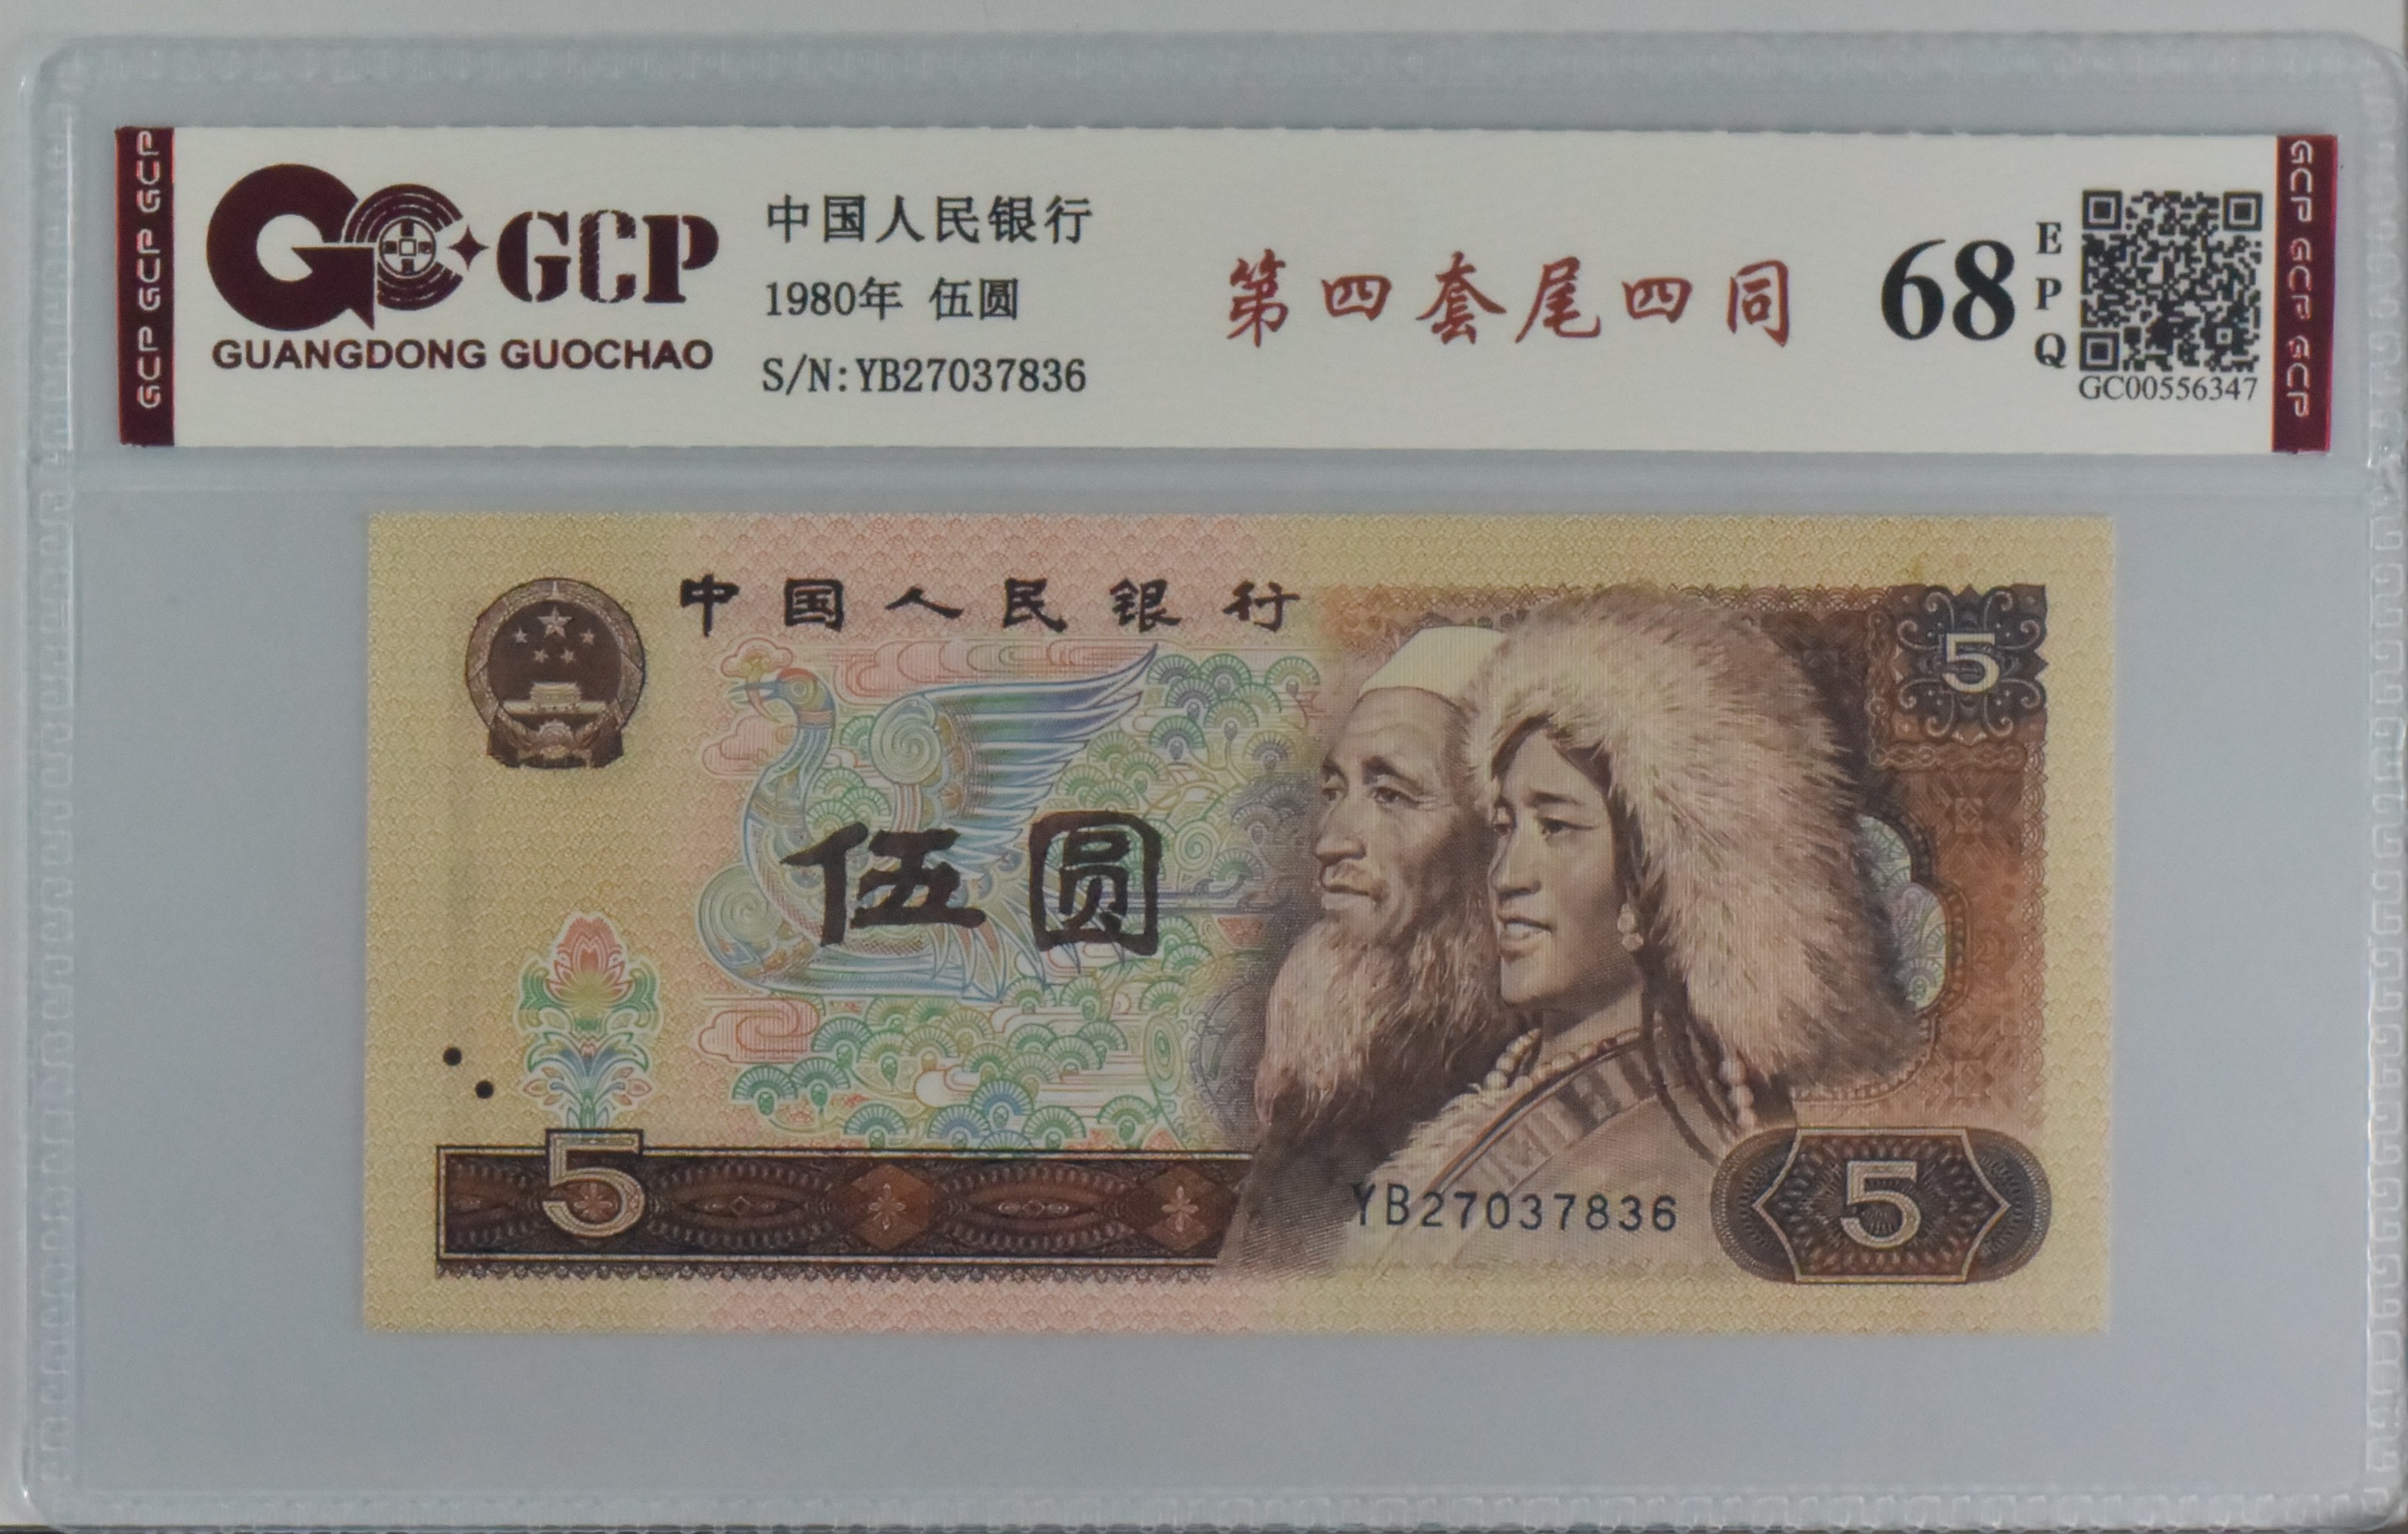 GCP
GUANGDONG GUOCHAO
中国人民银行
1980年 伍圆
S/N:YB27037836
第四套尾四同
68
EPQ
GC00556347
GCP GCP GCP
GCP GCP GCP
中国人民银行
5
伍圆
5
YB27037836
5